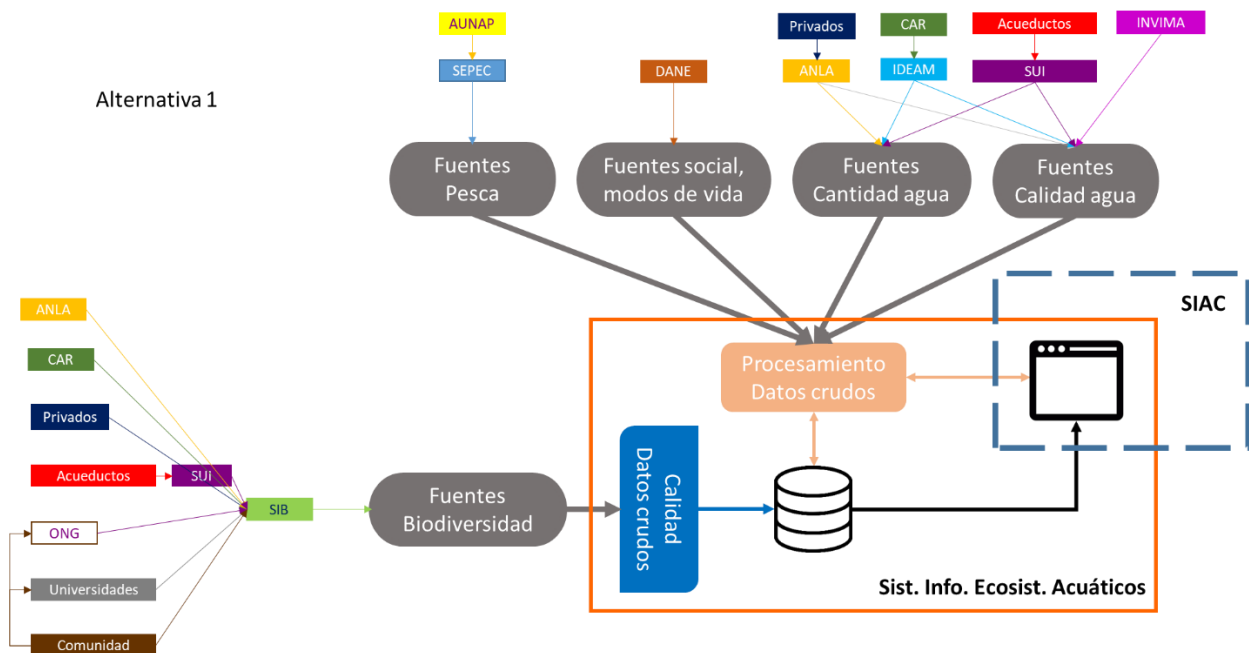 AUNAP
Privados
CAR
Acueductos
INVIMA
SEPEC
DANE
ANLA
IDEAM
SUI
Alternativa 1
Fuentes
Pesca
Fuentes social,
modos de vida
Fuentes
Cantidad agua
Fuentes
Calidad agua
SIAC
ANLA
CAR
Privados
Acueductos
SUI
ONG
Universidades
Comunidad
SIB
Fuentes
Biodiversidad
Calidad
Datos crudos
Procesamiento
Datos crudos
Sist. Info. Ecosist. Acuáticos